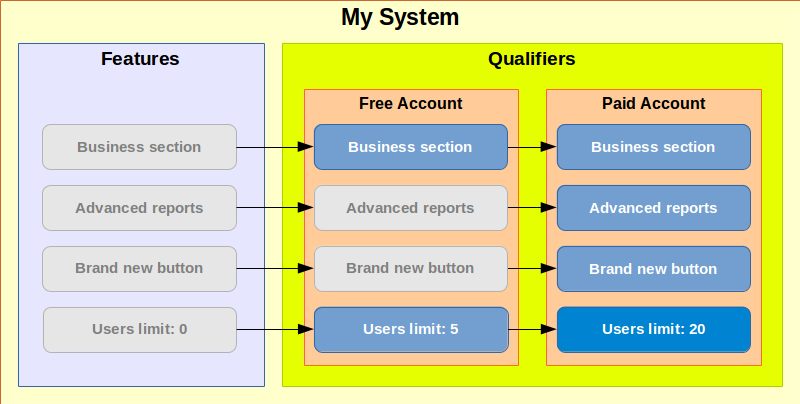 My System
Features
Qualifiers
Free Account
Paid Account
Business section
Business section
Business section
Advanced reports
Advanced reports
Advanced reports
Brand new button
Brand new button
Brand new button
Users limit: 0
Users limit: 5
Users limit: 20